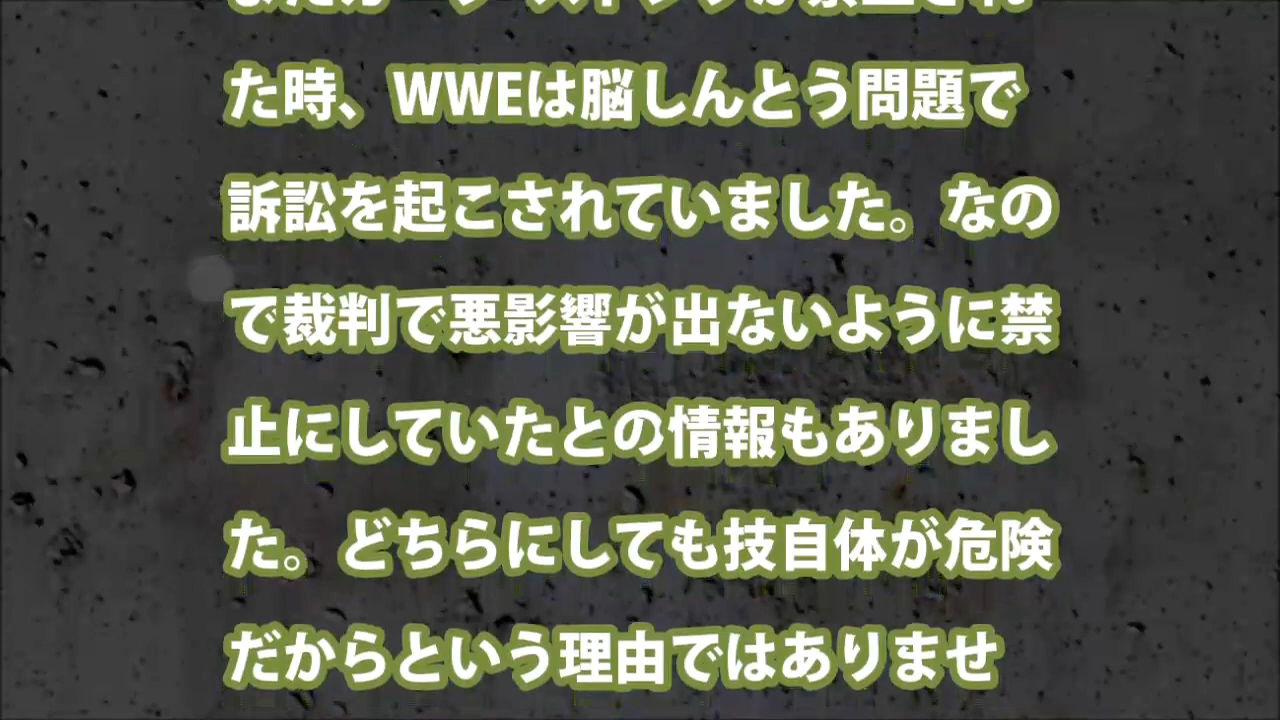 た時、WWEは脳しんとう問題で
訴訟を起こされていました。なの
で裁判で悪影響が出ないように禁
止にしていたとの情報もありまし
た。どちらにしても技自体が危険
だからという理由ではありませ